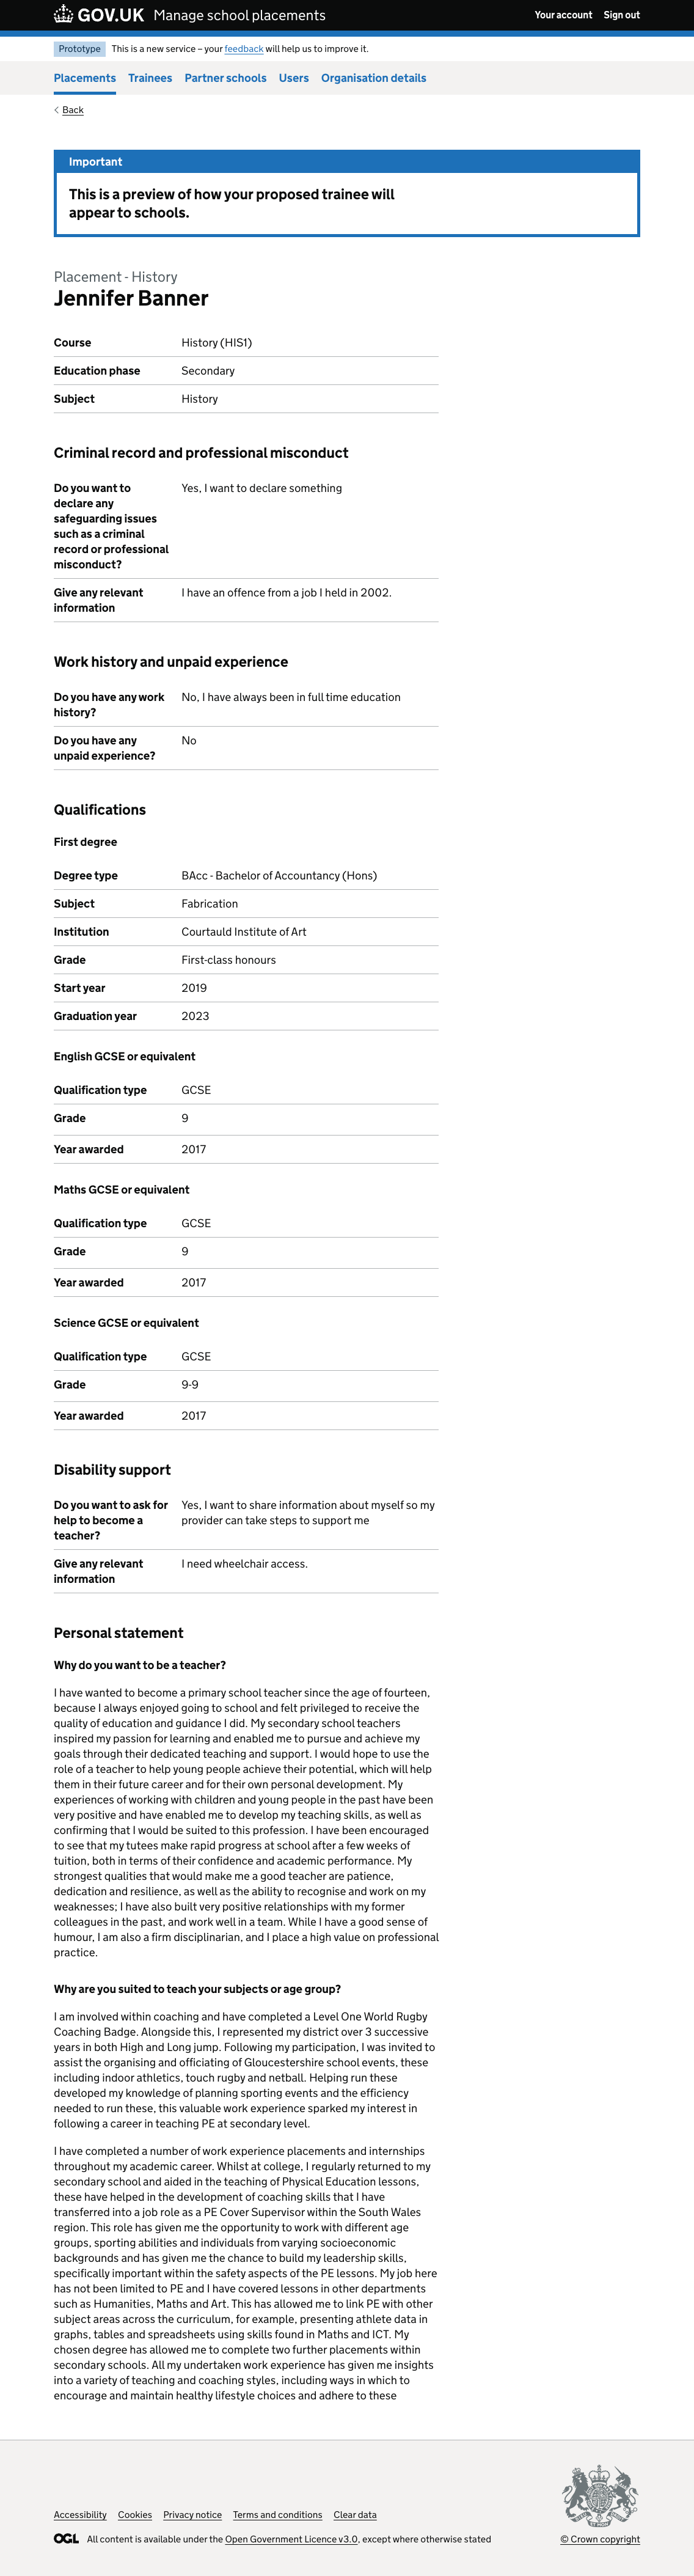 GOV.UK Manage school placements
Your account Sign out
Prototype This is a new service – your feedback will help us to improve it.
Placements Trainees Partner schools Users Organisation details
Back
Important
This is a preview of how your proposed trainee will
appear to schools.
Placement - History
Jennifer Banner
Course History (HIS1)
Education phase Secondary
Subject History
Criminal record and professional misconduct
Do you want to Yes, I want to declare something
declare any
safeguarding issues
such as a criminal
record or professional
misconduct?
Give any relevant I have an offence from a job I held in 2002.
information
Work history and unpaid experience
Do you have any work No, I have always been in full time education
history?
Do you have any No
unpaid experience?
Qualifications
First degree
Degree type BAcc - Bachelor of Accountancy (Hons)
Subject Fabrication
Institution Courtauld Institute of Art
Grade First-class honours
Start year 2019
Graduation year 2023
English GCSE or equivalent
Qualification type GCSE
Grade 9
Year awarded 2017
Maths GCSE or equivalent
Qualification type GCSE
Grade 9
Year awarded 2017
Science GCSE or equivalent
Qualification type GCSE
Grade 9-9
Year awarded 2017
Disability support
Do you want to ask for Yes, I want to share information about myself so my
help to become a provider can take steps to support me
teacher?
Give any relevant I need wheelchair access.
information
Personal statement
Why do you want to be a teacher?
I have wanted to become a primary school teacher since the age of fourteen,
because I always enjoyed going to school and felt privileged to receive the
quality of education and guidance I did. My secondary school teachers
inspired my passion for learning and enabled me to pursue and achieve my
goals through their dedicated teaching and support. I would hope to use the
role of a teacher to help young people achieve their potential, which will help
them in their future career and for their own personal development. My
experiences of working with children and young people in the past have been
very positive and have enabled me to develop my teaching skills, as well as
confirming that I would be suited to this profession. I have been encouraged
to see that my tutees make rapid progress at school after a few weeks of
tuition, both in terms of their confidence and academic performance. My
strongest qualities that would make me a good teacher are patience,
dedication and resilience, as well as the ability to recognise and work on my
weaknesses; I have also built very positive relationships with my former
colleagues in the past, and work well in a team. While I have a good sense of
humour, I am also a firm disciplinarian, and I place a high value on professional
practice.
Why are you suited to teach your subjects or age group?
I am involved within coaching and have completed a Level One World Rugby
Coaching Badge. Alongside this, I represented my district over 3 successive
years in both High and Long jump. Following my participation, I was invited to
assist the organising and officiating of Gloucestershire school events, these
including indoor athletics, touch rugby and netball. Helping run these
developed my knowledge of planning sporting events and the efficiency
needed to run these, this valuable work experience sparked my interest in
following a career in teaching PE at secondary level.
I have completed a number of work experience placements and internships
throughout my academic career. Whilst at college, I regularly returned to my
secondary school and aided in the teaching of Physical Education lessons,
these have helped in the development of coaching skills that I have
transferred into a job role as a PE Cover Supervisor within the South Wales
region. This role has given me the opportunity to work with different age
groups, sporting abilities and individuals from varying socioeconomic
backgrounds and has given me the chance to build my leadership skills,
specifically important within the safety aspects of the PE lessons. My job here
has not been limited to PE and I have covered lessons in other departments
such as Humanities, Maths and Art. This has allowed me to link PE with other
subject areas across the curriculum, for example, presenting athlete data in
graphs, tables and spreadsheets using skills found in Maths and ICT. My
chosen degree has allowed me to complete two further placements within
secondary schools. All my undertaken work experience has given me insights
into a variety of teaching and coaching styles, including ways in which to
encourage and maintain healthy lifestyle choices and adhere to these
Accessibility Cookies Privacy notice Terms and conditions Clear data
OGL All content is available under the Open Government Licence v3.0, except where otherwise stated
© Crown copyright